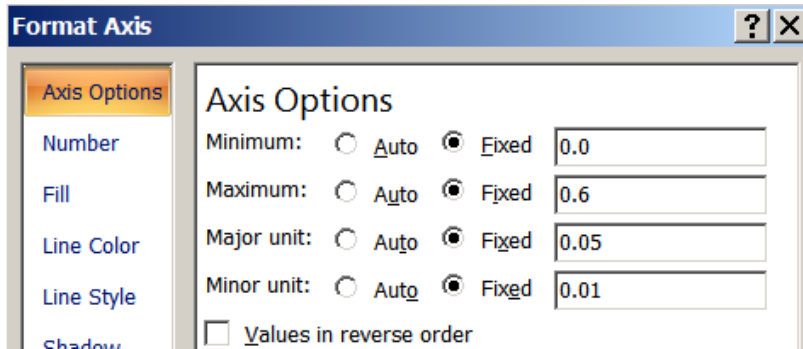 Format Axis ? X
Axis Options
Number
Fill
Line Color
Line Style
Shadow
Axis Options
Minimum: Auto Fixed 0.0
Maximum: Auto Fixed 0.6
Major unit: Auto Fixed 0.05
Minor unit: Auto Fixed 0.01
Values in reverse order